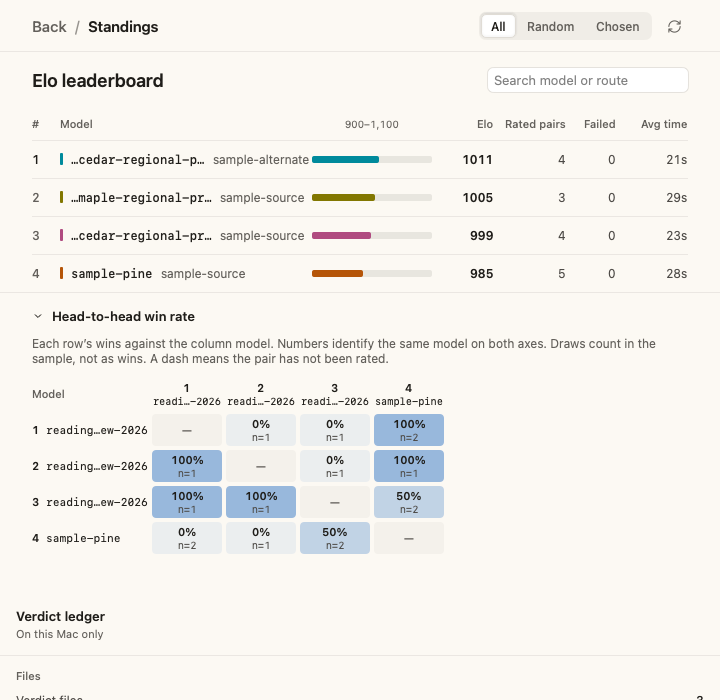 Back / Standings
All Random Chosen
Elo leaderboard
Search model or route
# Model 900–1,100 Elo Rated pairs Failed Avg time
1 …cedar-regional-p… sample-alternate 1011 4 0 21s
2 …maple-regional-pr… sample-source 1005 3 0 29s
3 …cedar-regional-pr… sample-source 999 4 0 23s
4 sample-pine sample-source 985 5 0 28s
Head-to-head win rate
Each row's wins against the column model. Numbers identify the same model on both axes. Draws count in the
sample, not as wins. A dash means the pair has not been rated.
Model
1 2 3 4
readi…-2026 readi…-2026 readi…-2026 sample-pine
1 reading…ew-2026 — 0% 0% 100%
n=1 n=1 n=2
2 reading…ew-2026 100% — 0% 100%
n=1 n=1 n=1
3 reading…ew-2026 100% 100% — 50%
n=1 n=1 n=2
4 sample-pine 0% 0% 50% —
n=2 n=1 n=2
Verdict ledger
On this Mac only
Files